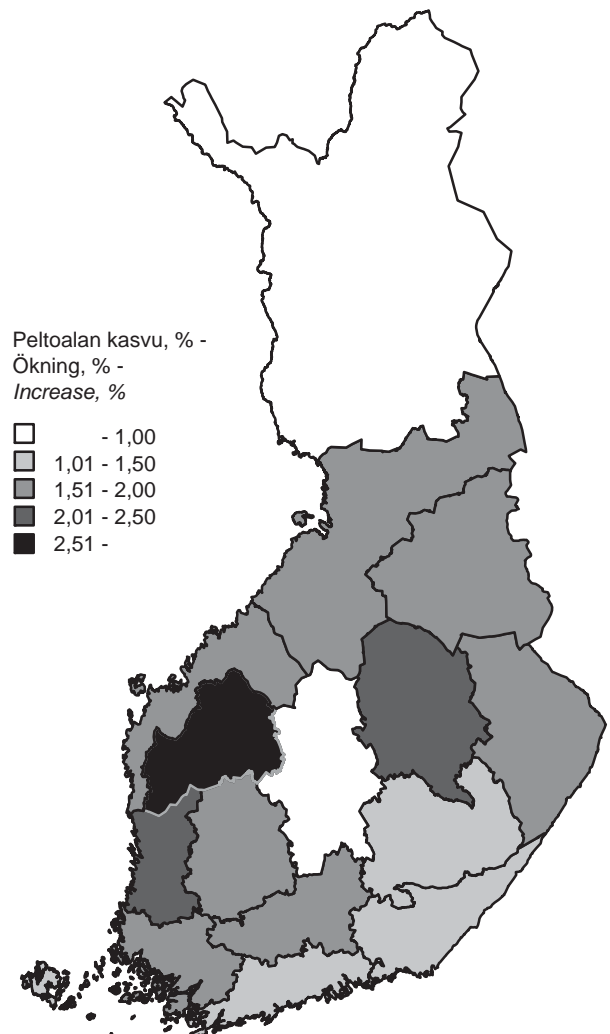 Peltoalan kasvu, % -
Ökning, % -
Increase, %
- 1,00
1,01 - 1,50
1,51 - 2,00
2,01 - 2,50
2,51 -